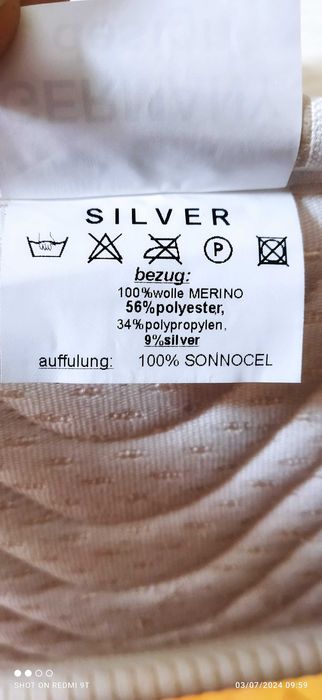 SILVER
P
bezug:
100%wolle MERINO
56%polyester,
34%polypropylen,
9%silver
auffulung: 100% SONNOCEL
SHOT ON REDMI 9T
03/07/2024 09:59